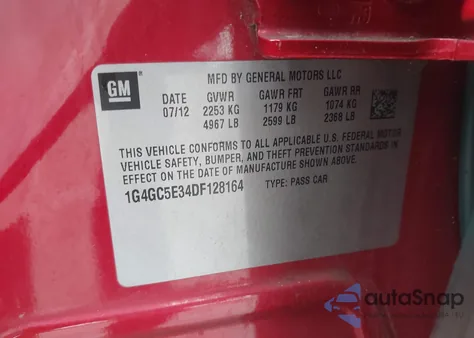 GM
MFD BY GENERAL MOTORS LLC
DATE GVWR GAWR FRT GAWR RR
07/12 2253 KG 1179 KG 1074 KG
4967 LB 2599 LB 2368 LB
THIS VEHICLE CONFORMS TO ALL APPLICABLE U.S. FEDERAL MOTOR
VEHICLE SAFETY, BUMPER, AND THEFT PREVENTION STANDARDS IN
EFFECT ON THE DATE OF MANUFACTURE SHOWN ABOVE.
1G4GC5E34DF128164 TYPE: PASS CAR
autoSnap